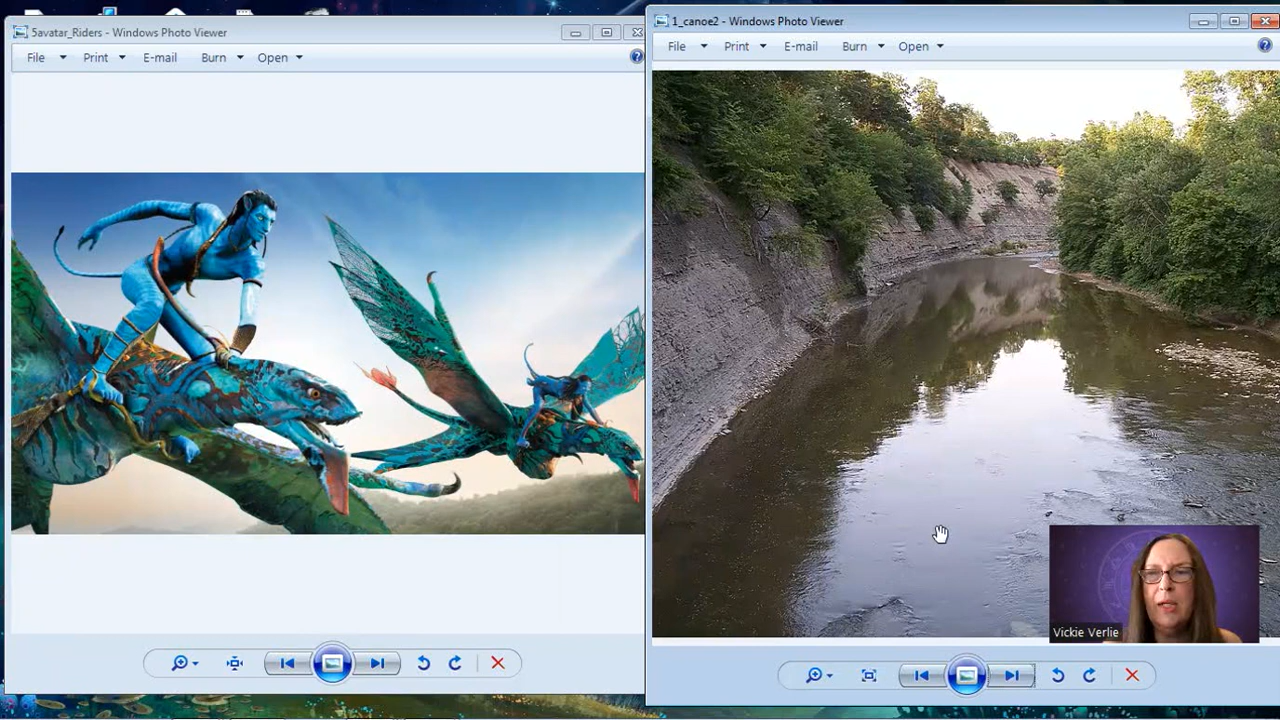 5avatar_Riders - Windows Photo Viewer
File Print E-mail Burn Open
1_canoe2 - Windows Photo Viewer
File Print E-mail Burn Open
Vickie Verlie